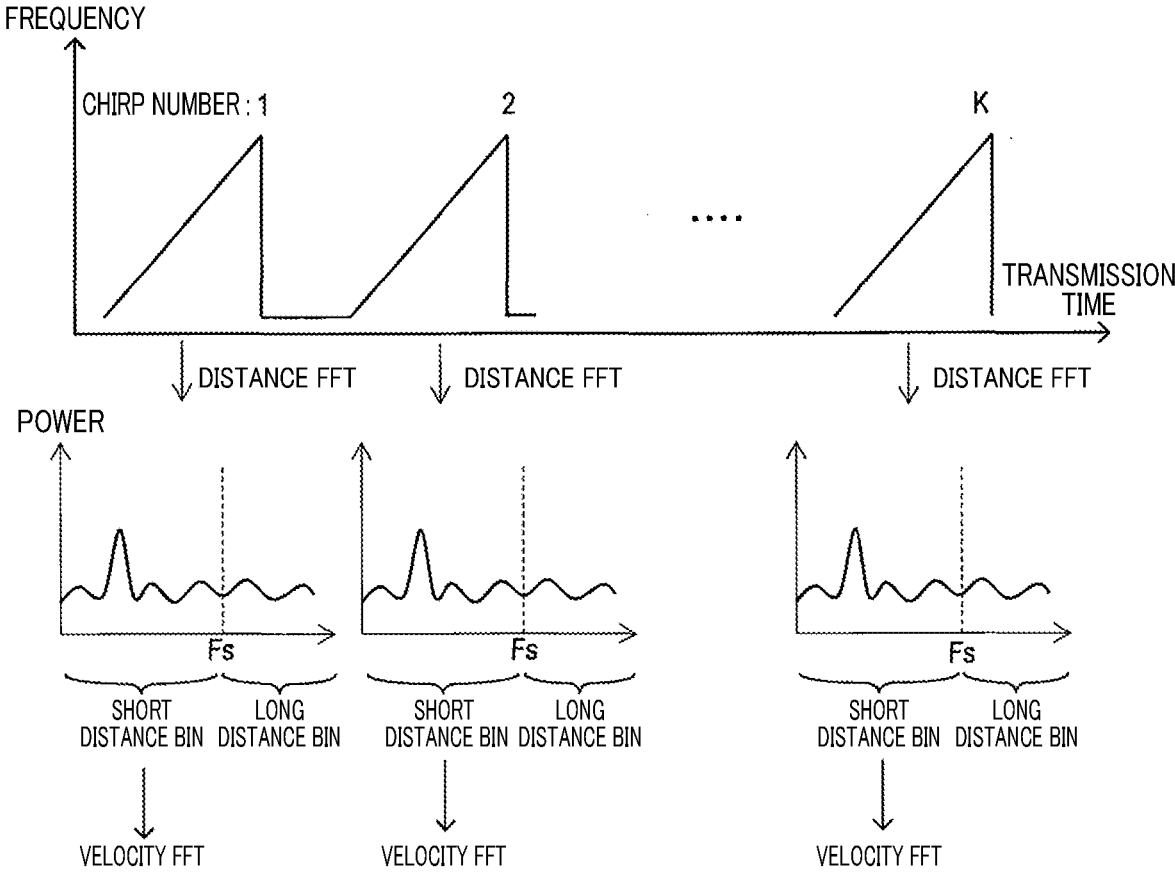 FREQUENCY
CHIRP NUMBER : 1
2
K
....
TRANSMISSION
TIME
DISTANCE FFT
DISTANCE FFT
DISTANCE FFT
POWER
Fs
Fs
Fs
SHORT
DISTANCE BIN
LONG
DISTANCE BIN
SHORT
DISTANCE BIN
LONG
DISTANCE BIN
SHORT
DISTANCE BIN
LONG
DISTANCE BIN
VELOCITY FFT
VELOCITY FFT
VELOCITY FFT